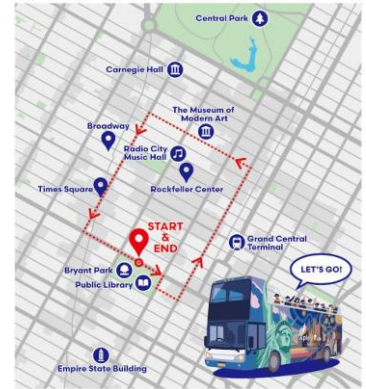 Central Park
Carnegie Hall
The Museum of
Modern Art
Broadway
Radio City
Music Hall
Times Square
Rockfeller Center
START
&
END
Grand Central
Terminal
Bryant Park
Public Library
LET'S GO!
Empire State Building